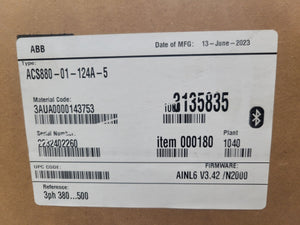 ABB
Date of MFG: 13-June-2023
Type:
ACS880-01-124A-5
Material Code:
3AUA0000143753
3135835
Serial Number:
2232402260
item 000180
Plant
1040
UPC CODE:
FIRMWARE:
AINL6 V3.42 /N2000
Reference:
3ph 380...500